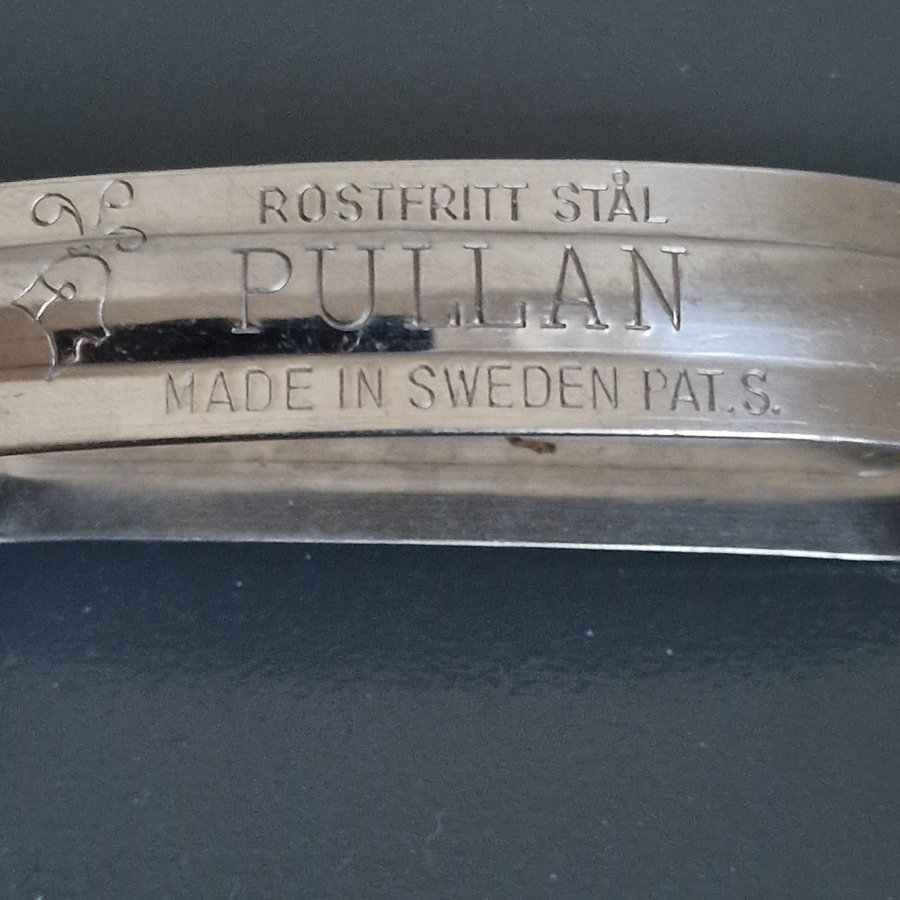 ROSTFRITT STÅL
PULLAN
MADE IN SWEDEN PAT.S.